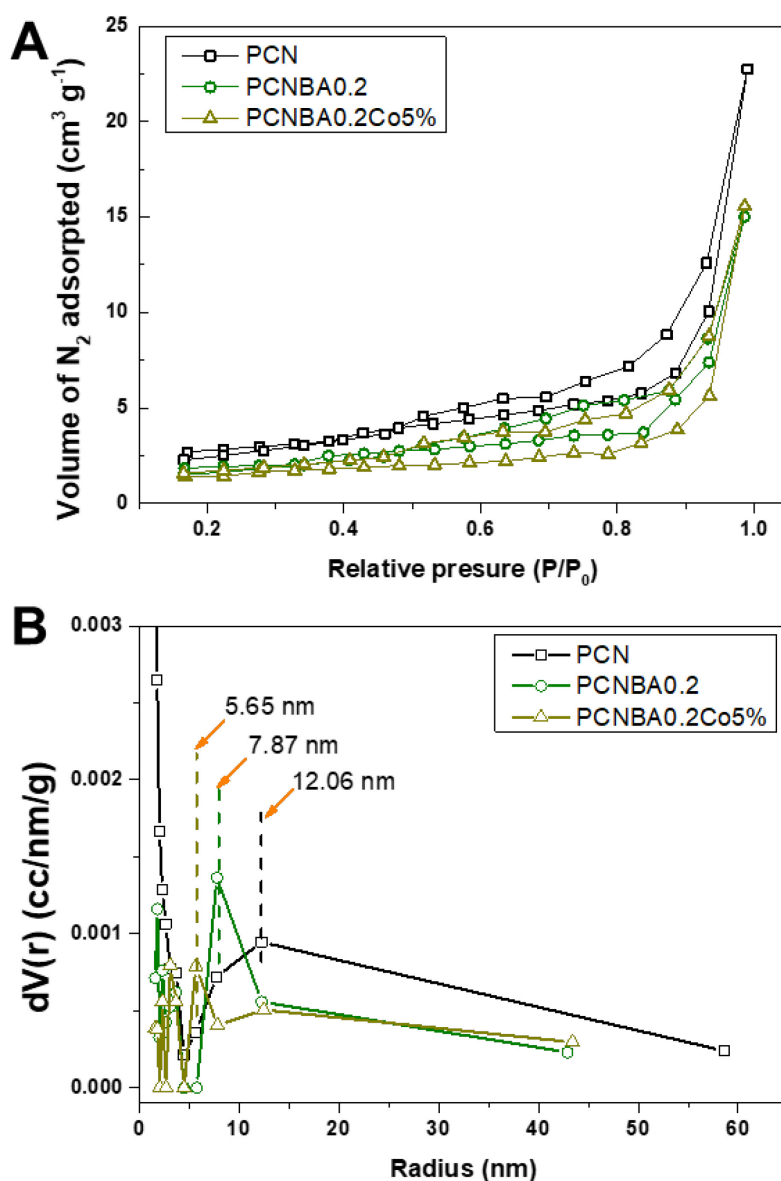 A
PCN
PCNBA0.2
PCNBA0.2Co5%
25
20
15
10
5
0
Volume of N₂ adsorpted (cm³ g⁻¹)
0.2
0.4
0.6
0.8
1.0
Relative presure (P/P₀)
B
PCN
PCNBA0.2
PCNBA0.2Co5%
5.65 nm
7.87 nm
12.06 nm
0.003
0.002
0.001
0.000
dV(r) (cc/nm/g)
0
10
20
30
40
50
60
Radius (nm)